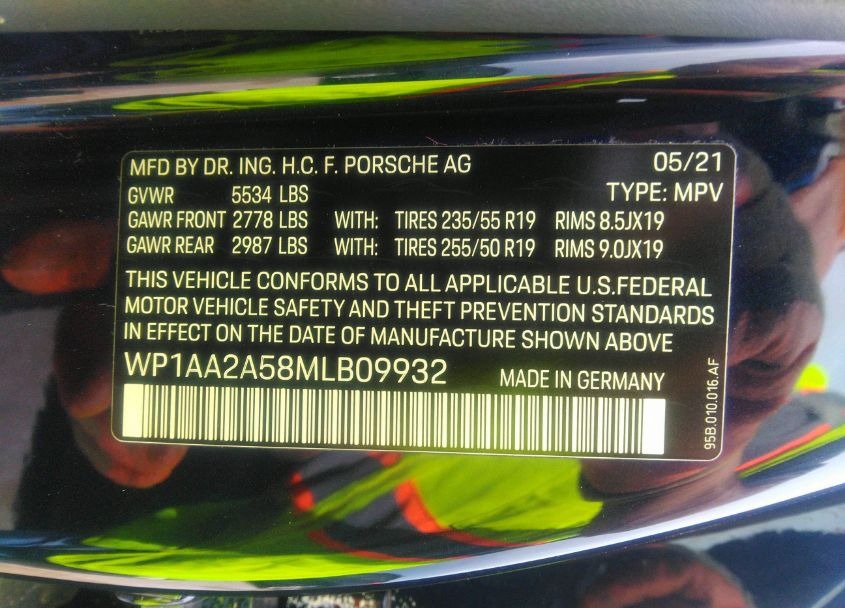 MFD BY DR. ING. H.C. F. PORSCHE AG 05/21
GVWR 5534 LBS TYPE: MPV
GAWR FRONT 2778 LBS WITH: TIRES 235/55 R19 RIMS 8.5JX19
GAWR REAR 2987 LBS WITH: TIRES 255/50 R19 RIMS 9.0JX19
THIS VEHICLE CONFORMS TO ALL APPLICABLE U.S.FEDERAL
MOTOR VEHICLE SAFETY AND THEFT PREVENTION STANDARDS
IN EFFECT ON THE DATE OF MANUFACTURE SHOWN ABOVE
WP1AA2A58MLB09932 MADE IN GERMANY
95B.010.016.AF